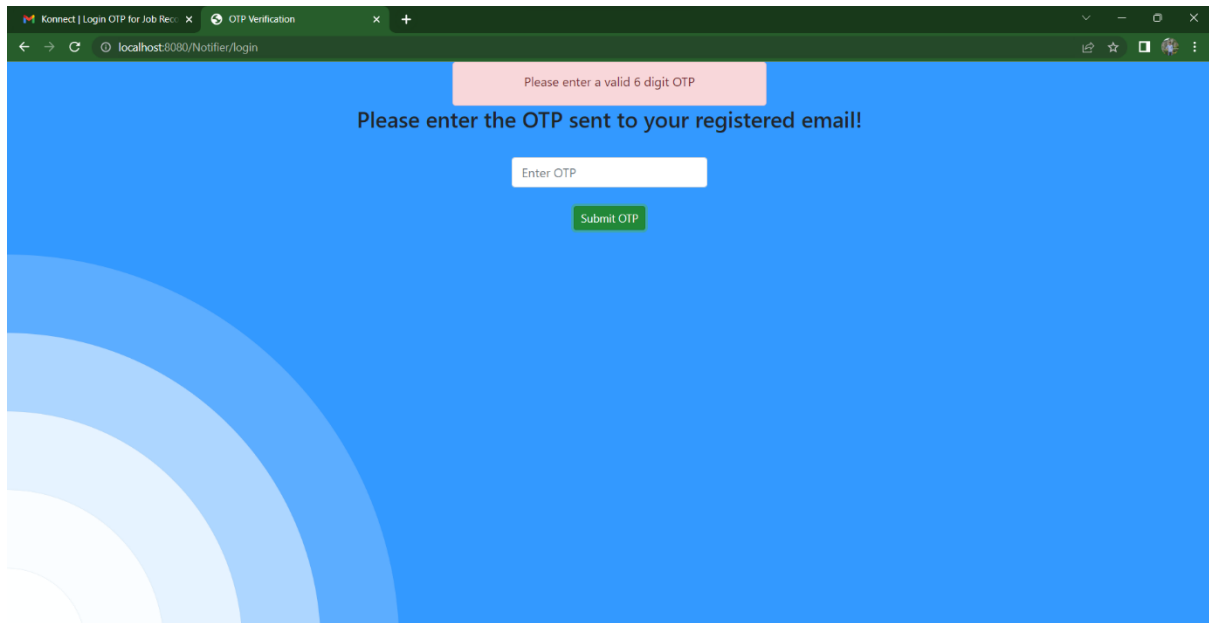 Konnect | Login OTP for Job Reco
OTP Verification
localhost:8080/Notifier/login
Please enter a valid 6 digit OTP
Please enter the OTP sent to your registered email!
Enter OTP
Submit OTP